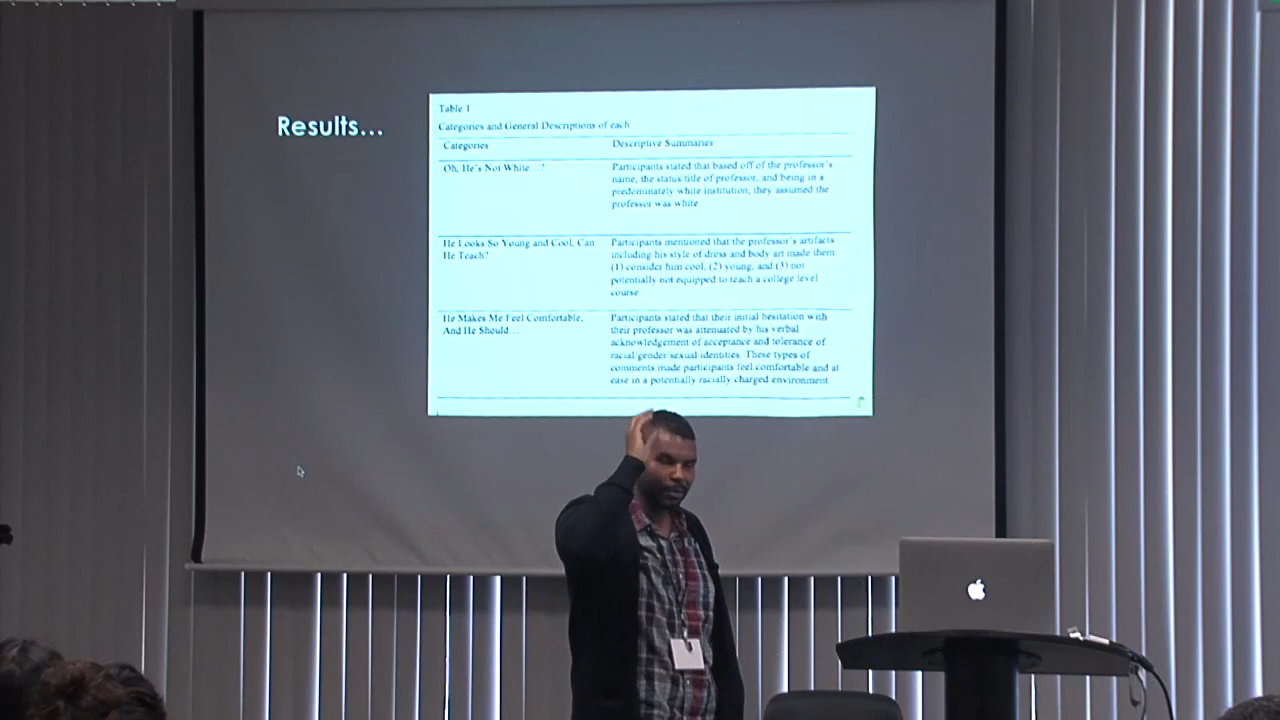 Results...
Table 1
Categories and General Descriptions of each
Categories
Descriptive Summaries
Oh, He's Not White...?
Participants stated that based off of the professor's
name, the status/title of professor, and being in a
predominately white institution, they assumed the
professor was white.
He Looks So Young and Cool, Can
He Teach?
Participants mentioned that the professor's artifacts
including his style of dress and body art made them
(1) consider him cool, (2) young, and (3) not
potentially not equipped to teach a college level
course.
He Makes Me Feel Comfortable,
And He Should...
Participants stated that their initial hesitation with
their professor was attenuated by his verbal
acknowledgement of acceptance and tolerance of
racial/gender/sexual identities. These types of
comments made participants feel comfortable and at
ease in a potentially racially charged environment.